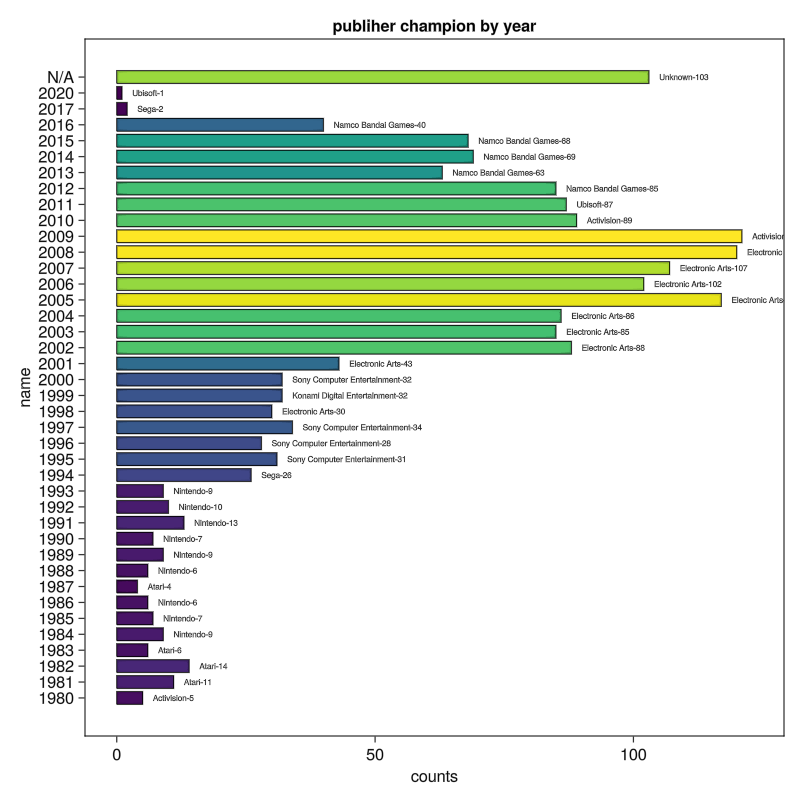 publiher champion by year
N/A Unknown-103
2020 Ubisoft-1
2017 Sega-2
2016 Namco Bandai Games-40
2015 Namco Bandai Games-68
2014 Namco Bandai Games-69
2013 Namco Bandai Games-63
2012 Namco Bandai Games-85
2011 Ubisoft-87
2010 Activision-89
2009 Activision
2008 Electronic
2007 Electronic Arts-107
2006 Electronic Arts-102
2005 Electronic Arts
2004 Electronic Arts-86
2003 Electronic Arts-85
2002 Electronic Arts-88
2001 Electronic Arts-43
2000 Sony Computer Entertainment-32
1999 Konami Digital Entertainment-32
1998 Electronic Arts-30
1997 Sony Computer Entertainment-34
1996 Sony Computer Entertainment-28
1995 Sony Computer Entertainment-31
1994 Sega-26
1993 Nintendo-9
1992 Nintendo-10
1991 Nintendo-13
1990 Nintendo-7
1989 Nintendo-9
1988 Nintendo-6
1987 Atari-4
1986 Nintendo-6
1985 Nintendo-7
1984 Nintendo-9
1983 Atari-6
1982 Atari-14
1981 Atari-11
1980 Activision-5
name
0 50 100
counts